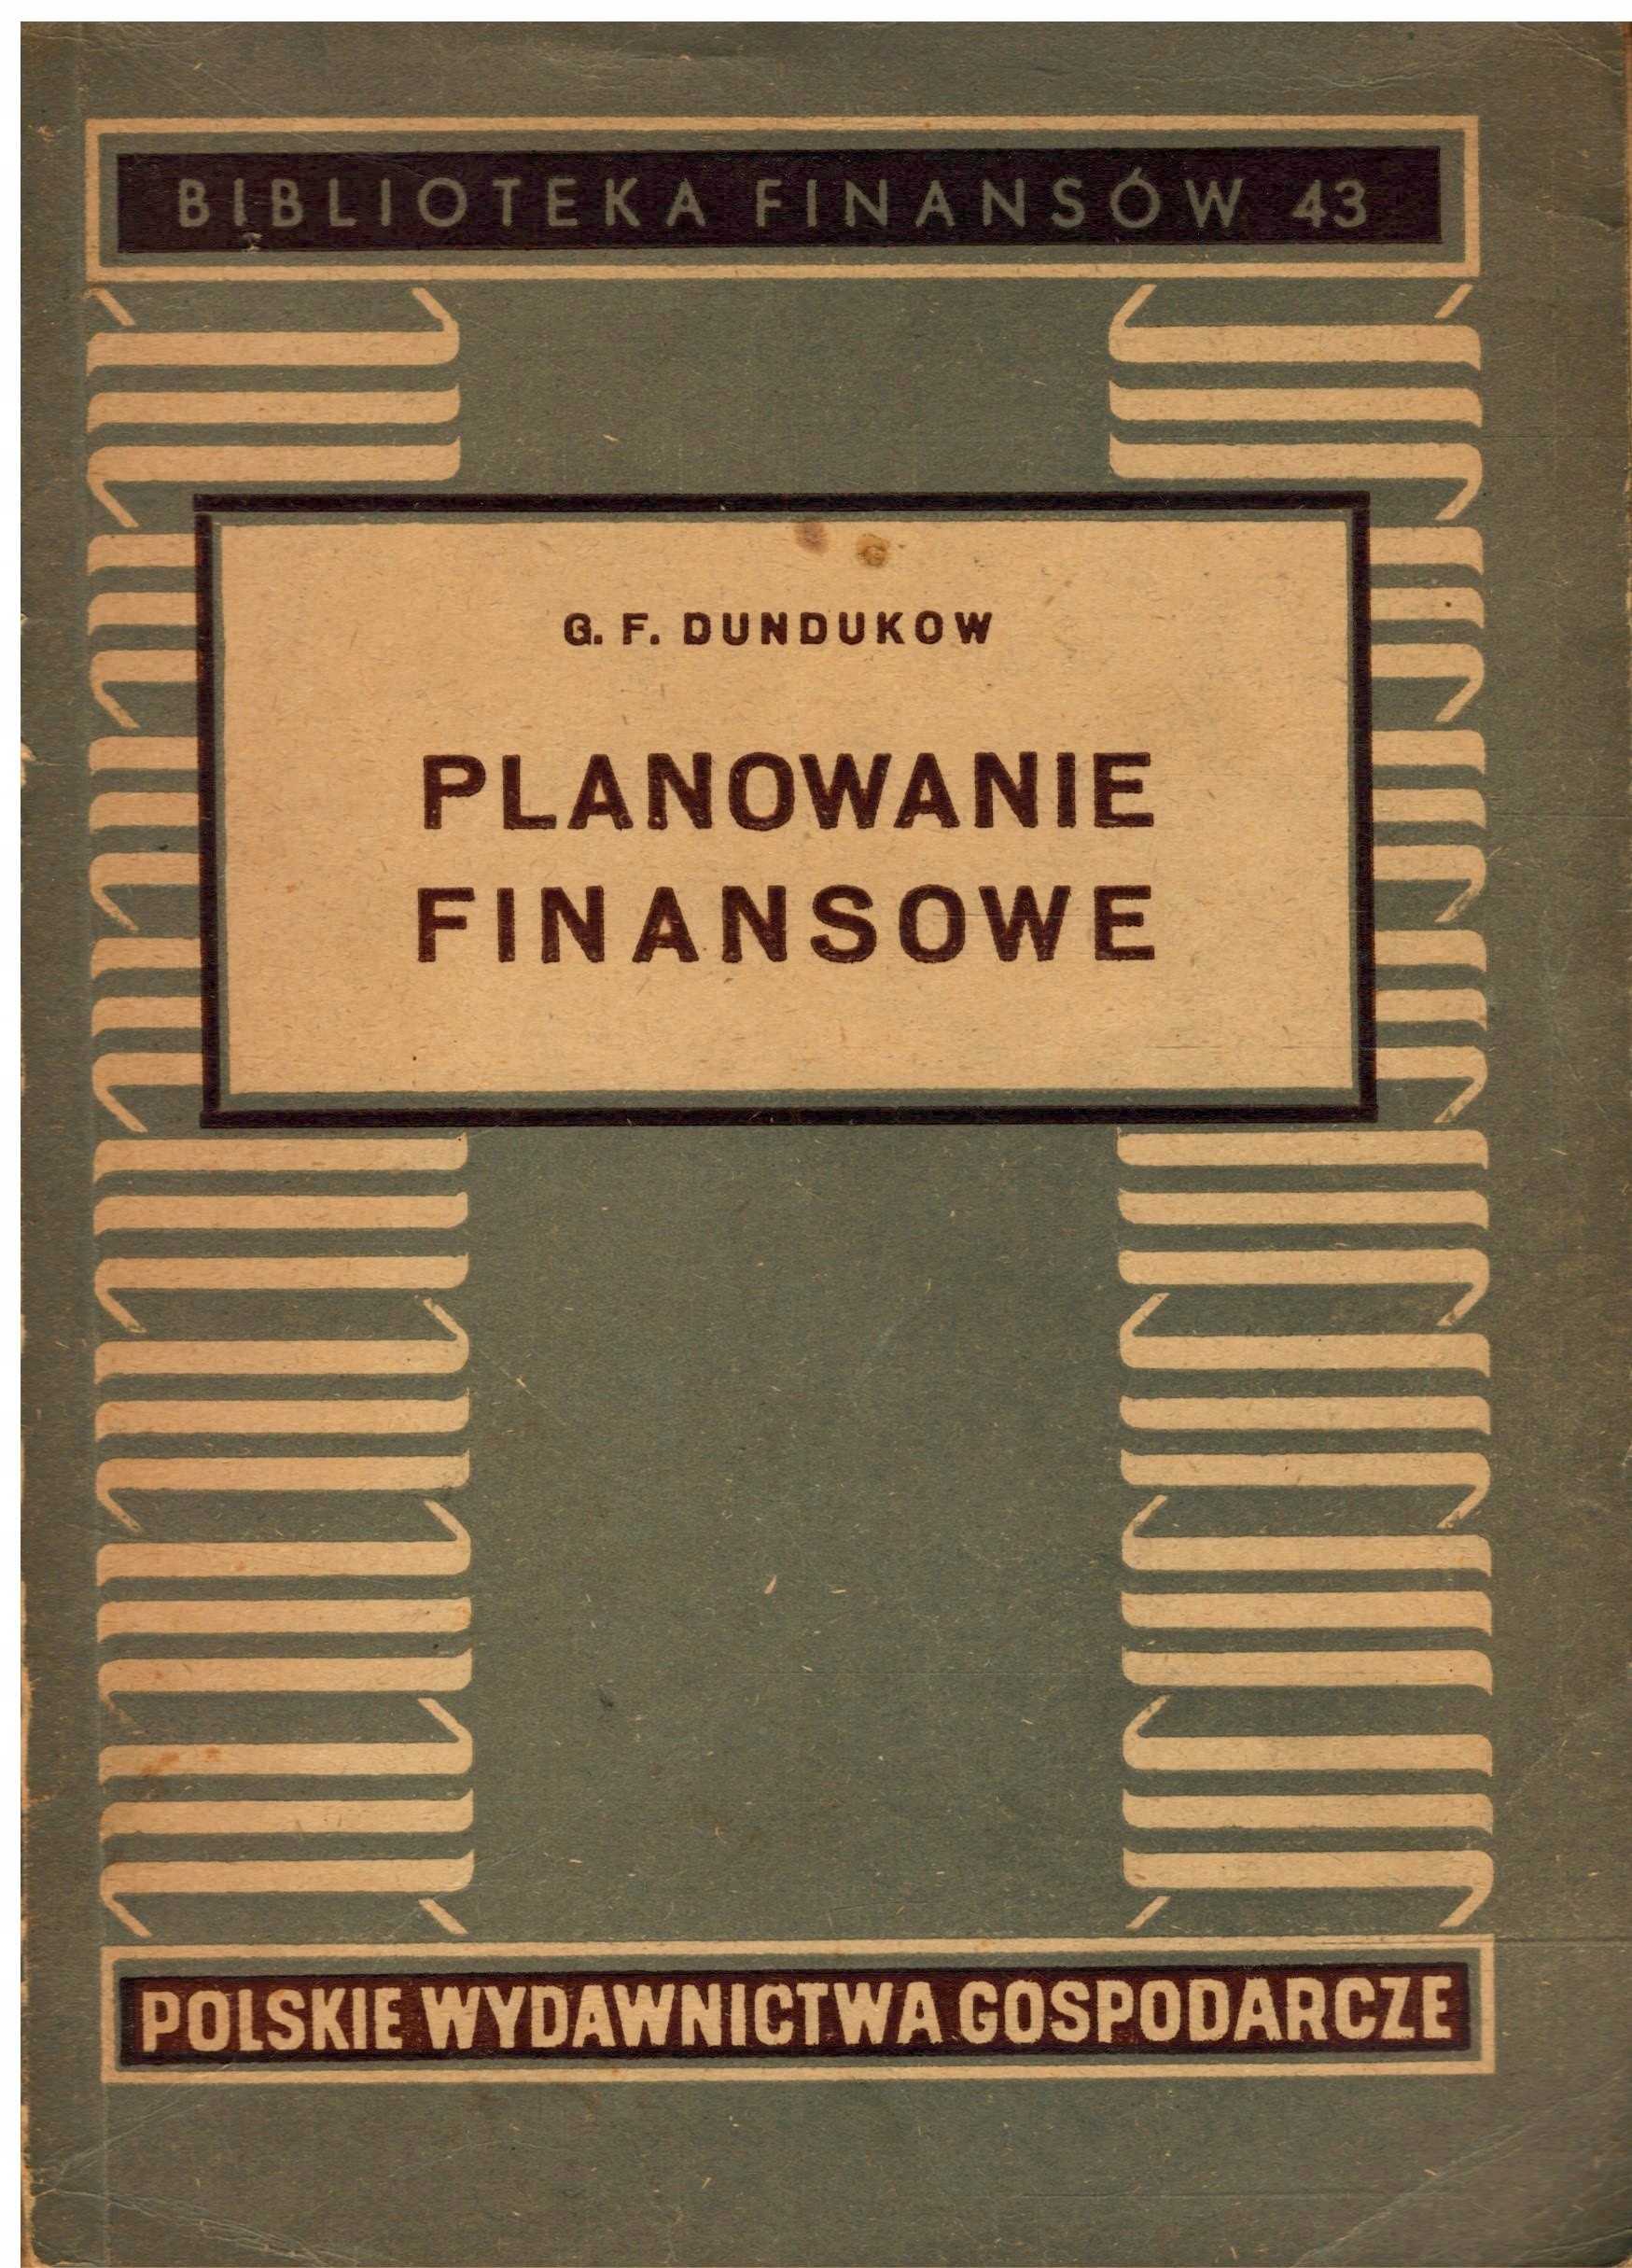 BIBLIOTEKA FINANSÓW 43
G. F. DUNDUKOW
PLANOWANIE
FINANSOWE
POLSKIE WYDAWNICTWA GOSPODARCZE